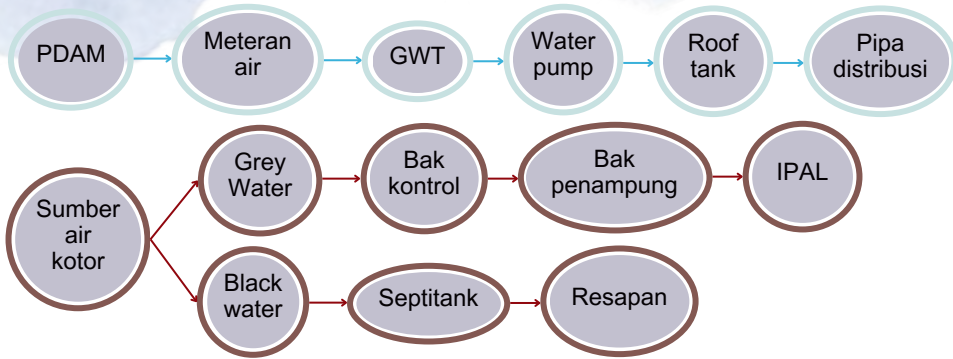 PDAM
Meteran
air
GWT
Water
pump
Roof
tank
Pipa
distribusi
Sumber
air
kotor
Grey
Water
Bak
kontrol
Bak
penampung
IPAL
Black
water
Septitank
Resapan